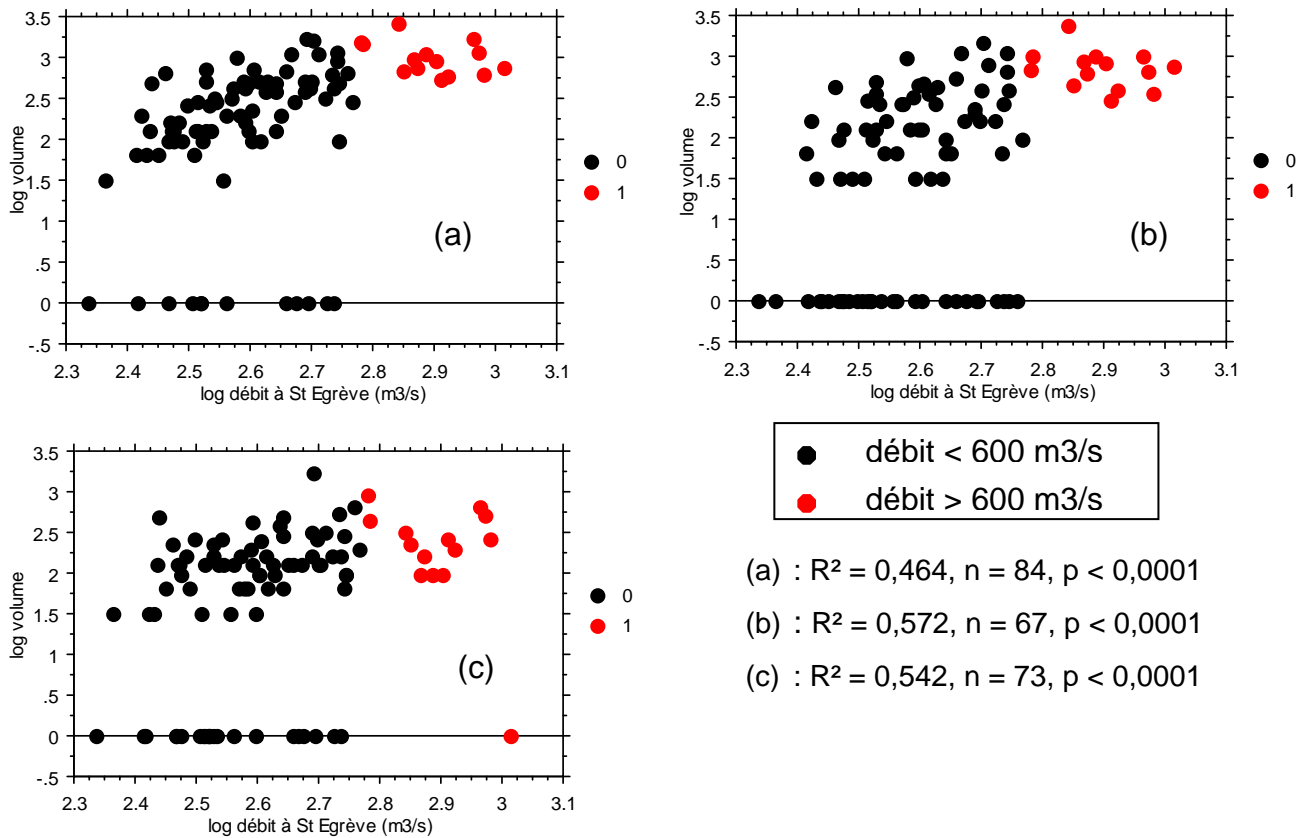 3.5
3
2.5
2
1.5
1
.5
0
-.5
log volume
2.3 2.4 2.5 2.6 2.7 2.8 2.9 3 3.1
log débit à St Egrève (m3/s)
(a)
0
1
3.5
3
2.5
2
1.5
1
.5
0
-.5
log volume
2.3 2.4 2.5 2.6 2.7 2.8 2.9 3 3.1
log débit à St Egrève (m3/s)
(b)
0
1
3.5
3
2.5
2
1.5
1
.5
0
-.5
log volume
2.3 2.4 2.5 2.6 2.7 2.8 2.9 3 3.1
log débit à St Egrève (m3/s)
(c)
0
1
débit < 600 m3/s
débit > 600 m3/s
(a) : R² = 0,464, n = 84, p < 0,0001
(b) : R² = 0,572, n = 67, p < 0,0001
(c) : R² = 0,542, n = 73, p < 0,0001